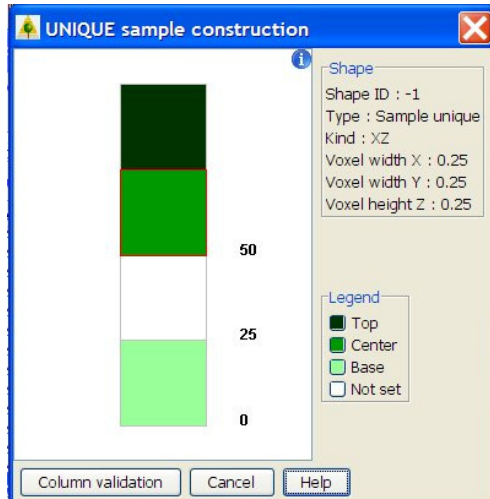 UNIQUE sample construction
i
50
25
0
Shape
Shape ID : -1
Type : Sample unique
Kind : XZ
Voxel width X : 0.25
Voxel width Y : 0.25
Voxel height Z : 0.25
Legend
Top
Center
Base
Not set
Column validation
Cancel
Help